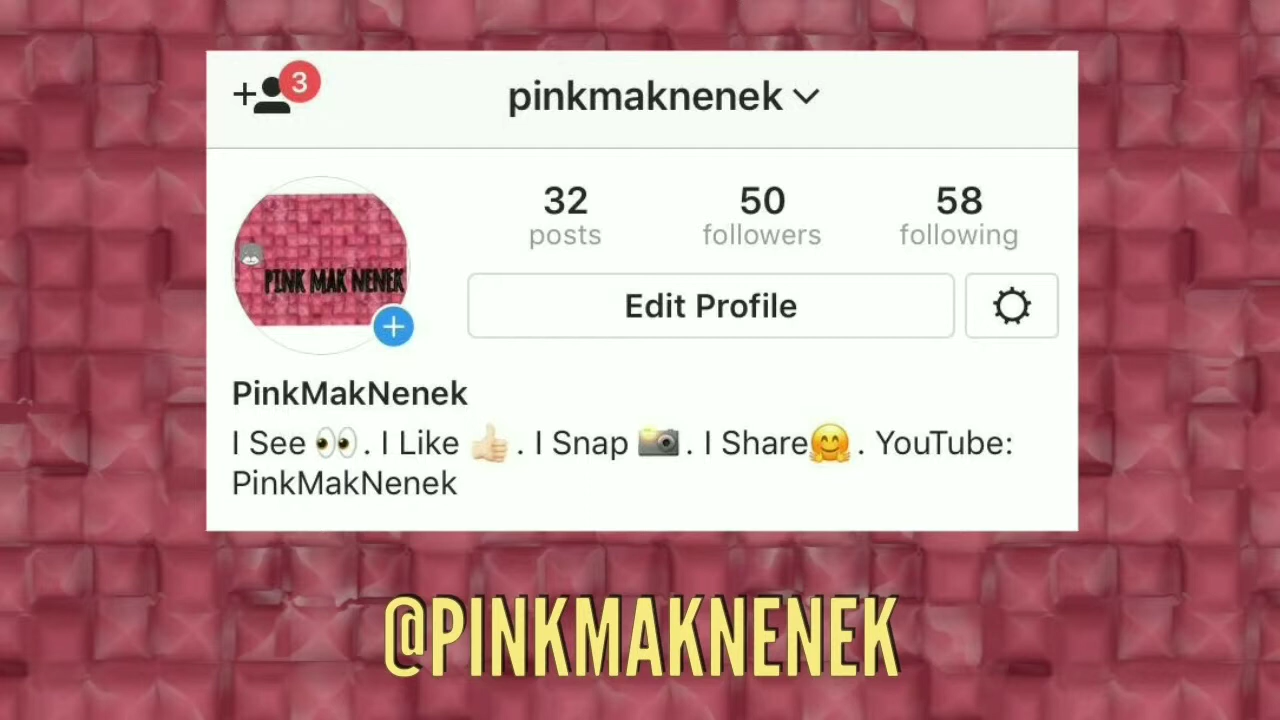 3
pinkmaknenek
32 50 58
posts followers following
PINK MAK NENEK
Edit Profile
PinkMakNenek
I See 👀. I Like 👍🏻. I Snap 📷. I Share🤗. YouTube:
PinkMakNenek
@PINKMAKNENEK